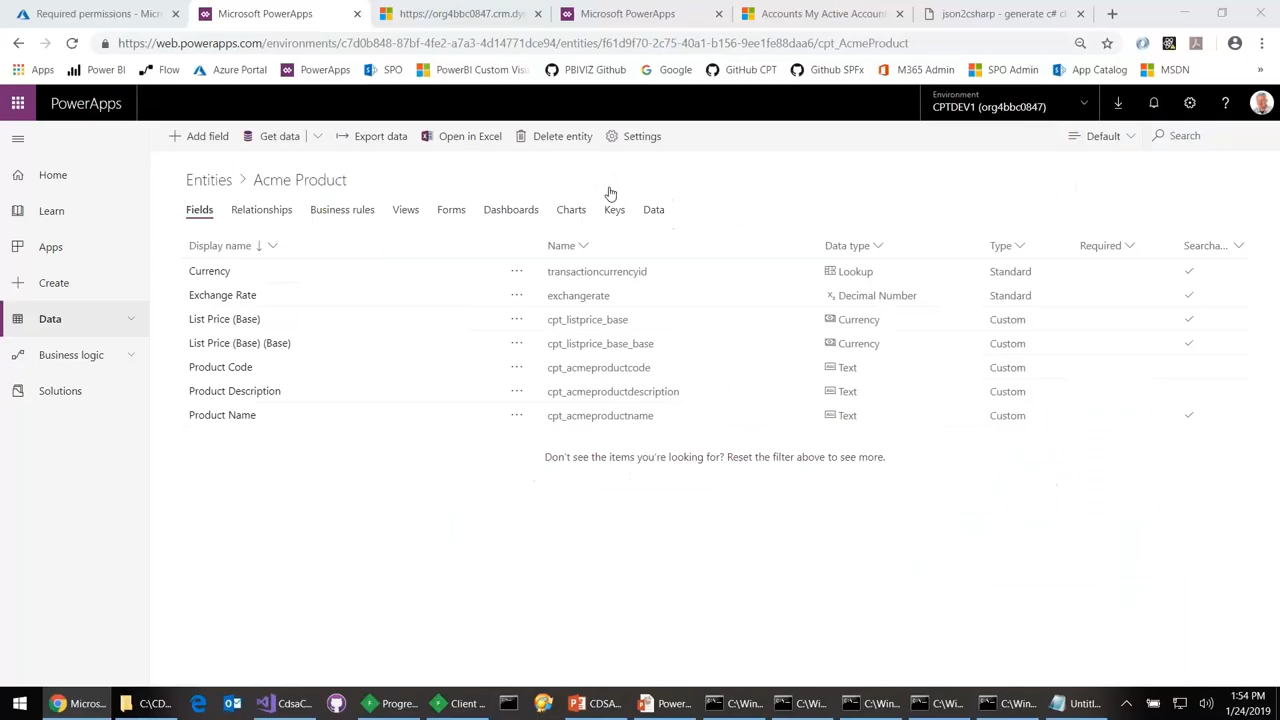 Required permissions - Micr
Microsoft PowerApps
https://org4bbc0847.crm.dy
Microsoft PowerApps
Accounts My Active Account
json2csharp - generate c# c
https://web.powerapps.com/environments/c7d0b848-87bf-4fe2-a7a3-4d17175cde94/entities/f61d9f70-2c75-40a1-b156-9ee1fe88daa6/cpt_AcmeProduct
Apps
Power BI
Flow
Azure Portal
PowerApps
SPO
PowerBI Custom Visu
PBIVIZ Github
Google
GitHub CPT
Github SPFx
M365 Admin
SPO Admin
App Catalog
MSDN
»
PowerApps
Environment
CPTDEV1 (org4bbc0847)
?
Add field
Get data
Export data
Open in Excel
Delete entity
Settings
Default
Search
Entities > Acme Product
Home
Learn
Apps
Create
Data
Business logic
Solutions
Fields Relationships Business rules Views Forms Dashboards Charts Keys Data
Display name Name Data type Type Required Searcha...
Currency ... transactioncurrencyid Lookup Standard
Exchange Rate ... exchangerate Decimal Number Standard
List Price (Base) ... cpt_listprice_base Currency Custom
List Price (Base) (Base) ... cpt_listprice_base_base Currency Custom
Product Code ... cpt_acmeproductcode Text Custom
Product Description ... cpt_acmeproductdescription Text Custom
Product Name ... cpt_acmeproductname Text Custom
Don't see the items you're looking for? Reset the filter above to see more.
Micros...
C:\CD...
CdsaC...
Progre...
Client ...
CDSA...
Power...
C:\Win...
C:\Win...
C:\Win...
C:\Win...
C:\Win...
Untitl...
1:54 PM
1/24/2019